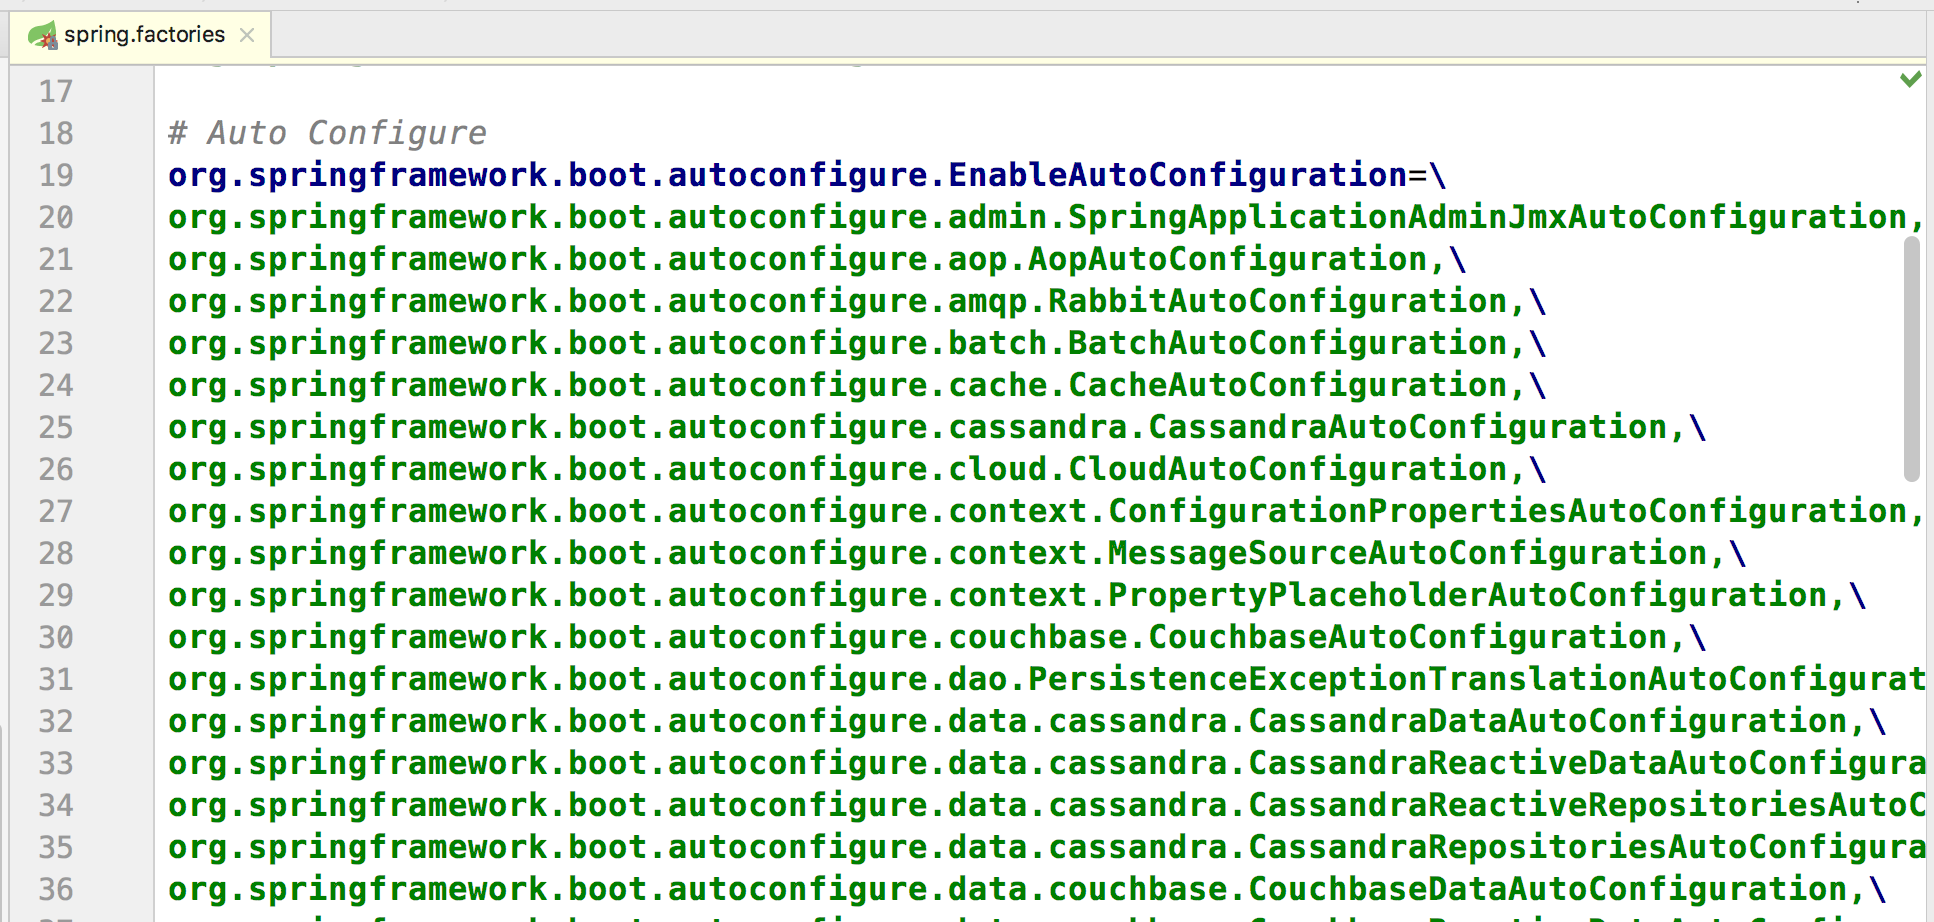 spring.factories
17
18 # Auto Configure
19 org.springframework.boot.autoconfigure.EnableAutoConfiguration=\
20 org.springframework.boot.autoconfigure.admin.SpringApplicationAdminJmxAutoConfiguration,
21 org.springframework.boot.autoconfigure.aop.AopAutoConfiguration,\
22 org.springframework.boot.autoconfigure.amqp.RabbitAutoConfiguration,\
23 org.springframework.boot.autoconfigure.batch.BatchAutoConfiguration,\
24 org.springframework.boot.autoconfigure.cache.CacheAutoConfiguration,\
25 org.springframework.boot.autoconfigure.cassandra.CassandraAutoConfiguration,\
26 org.springframework.boot.autoconfigure.cloud.CloudAutoConfiguration,\
27 org.springframework.boot.autoconfigure.context.ConfigurationPropertiesAutoConfiguration,
28 org.springframework.boot.autoconfigure.context.MessageSourceAutoConfiguration,\
29 org.springframework.boot.autoconfigure.context.PropertyPlaceholderAutoConfiguration,\
30 org.springframework.boot.autoconfigure.couchbase.CouchbaseAutoConfiguration,\
31 org.springframework.boot.autoconfigure.dao.PersistenceExceptionTranslationAutoConfigurat
32 org.springframework.boot.autoconfigure.data.cassandra.CassandraDataAutoConfiguration,\
33 org.springframework.boot.autoconfigure.data.cassandra.CassandraReactiveDataAutoConfigura
34 org.springframework.boot.autoconfigure.data.cassandra.CassandraReactiveRepositoriesAutoC
35 org.springframework.boot.autoconfigure.data.cassandra.CassandraRepositoriesAutoConfigura
36 org.springframework.boot.autoconfigure.data.couchbase.CouchbaseDataAutoConfiguration,\